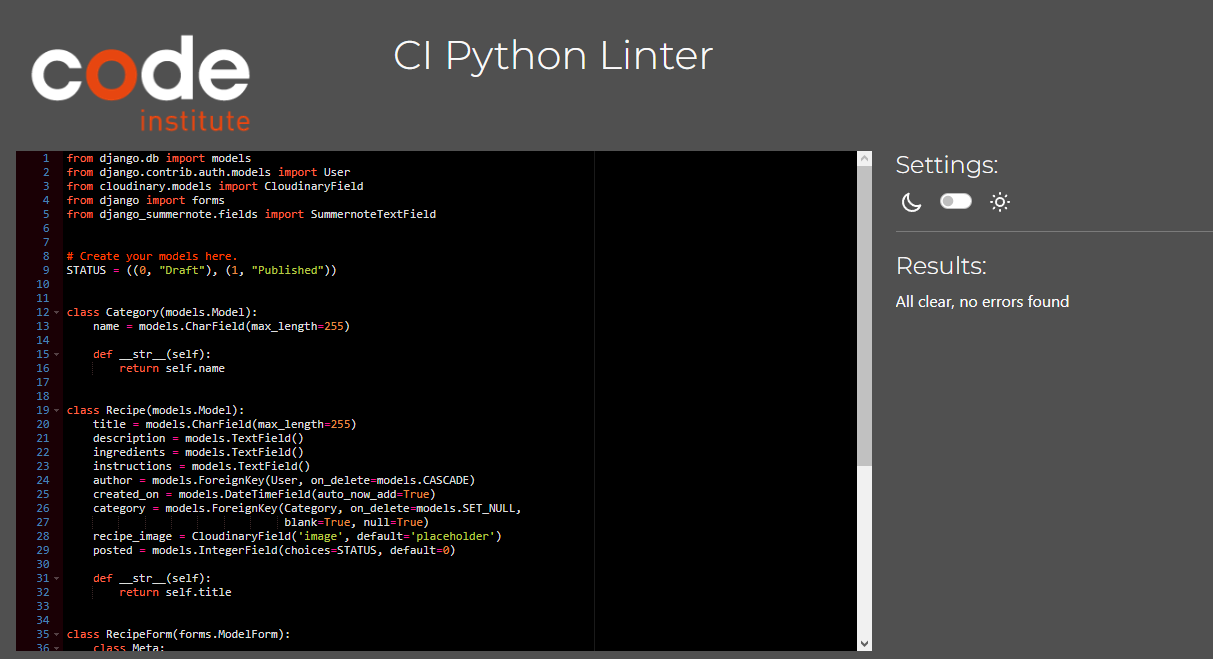 code
institute
CI Python Linter
1 from django.db import models
2 from django.contrib.auth.models import User
3 from cloudinary.models import CloudinaryField
4 from django import forms
5 from django_summernote.fields import SummernoteTextField
6
7
8 # Create your models here.
9 STATUS = ((0, "Draft"), (1, "Published"))
10
11
12 class Category(models.Model):
13     name = models.CharField(max_length=255)
14
15     def __str__(self):
16         return self.name
17
18
19 class Recipe(models.Model):
20     title = models.CharField(max_length=255)
21     description = models.TextField()
22     ingredients = models.TextField()
23     instructions = models.TextField()
24     author = models.ForeignKey(User, on_delete=models.CASCADE)
25     created_on = models.DateTimeField(auto_now_add=True)
26     category = models.ForeignKey(Category, on_delete=models.SET_NULL,
27                                  blank=True, null=True)
28     recipe_image = CloudinaryField('image', default='placeholder')
29     posted = models.IntegerField(choices=STATUS, default=0)
30
31     def __str__(self):
32         return self.title
33
34
35 class RecipeForm(forms.ModelForm):
36     class Meta:
Settings:
Results:
All clear, no errors found